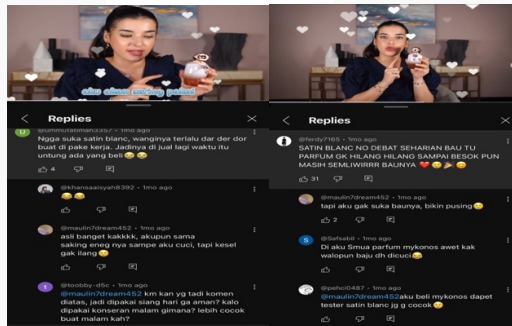 Replies
@ummurahman2357 • 1mo ago
Ngga suka satin blanc, wanginya terlalu dar der dor
buat di pake kerja. Jadinya di jual lagi waktu itu
untung ada yang beli😂😂
4
@khansaaisyah8392 • 1mo ago
😂😂
@maulin7dream452 • 1mo ago
asli banget kakkkk, akupun sama
saking eneg nya sampe aku cuci, tapi kesel
gak ilang😢
@toobby-d5c • 1mo ago
@maulin7dream452 km kan yg tadi komen
diatas, jadi dipakai siang hari ga aman? kalo
dipakai konseran malam gimana? lebih cocok
buat malam kah?
Replies
@ferdy7165 • 1mo ago
SATIN BLANC NO DEBAT SEHARIAN BAU TU
PARFUM GK HILANG HILANG SAMPAI BESOK PUN
MASIH SEMLIWIRRR BAUNYA ❤️😍🎉😍
31
@maulin7dream452 • 1mo ago
tapi aku gak suka baunya, bikin pusing😢
2
@Safsabil • 1mo ago
Di aku Smua parfum mykonos awet kak
walopun baju dh dicuci😂
@pehci0487 • 1mo ago
@maulin7dream452aku beli mykonos dapet
tester satin blanc jg g cocok😢